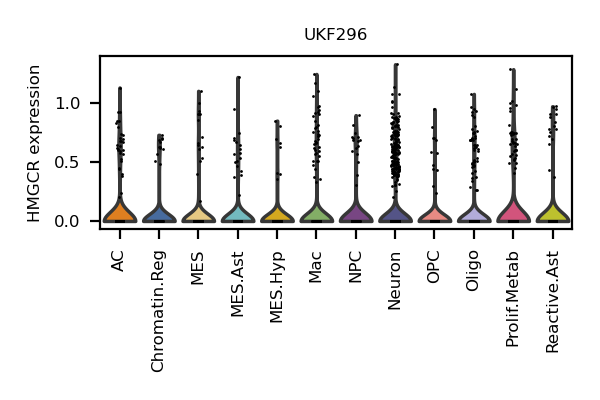 UKF296
HMGCR expression
1.0
0.5
0.0
AC
Chromatin.Reg
MES
MES.Ast
MES.Hyp
Mac
NPC
Neuron
OPC
Oligo
Prolif.Metab
Reactive.Ast